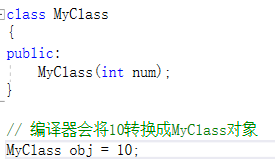 class MyClass
{
public:
MyClass(int num);
}
// 编译器会将10转换成MyClass对象
MyClass obj = 10;